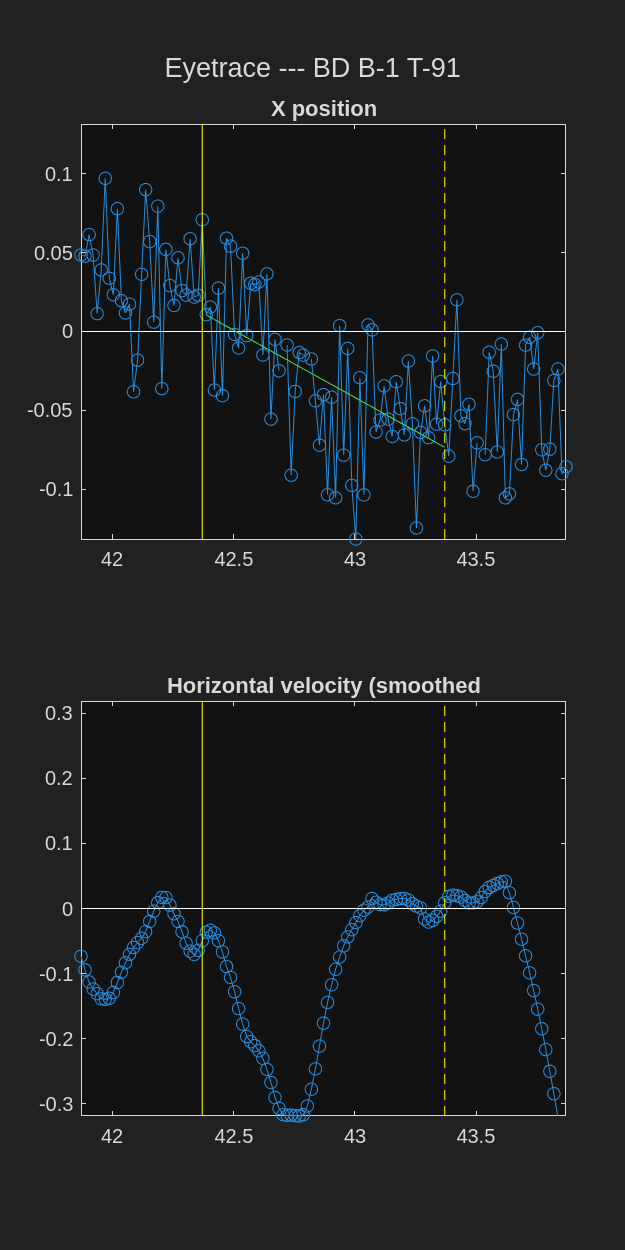 Eyetrace --- BD B-1 T-91
X position
0.1
0.05
0
-0.05
-0.1
42 42.5 43 43.5
Horizontal velocity (smoothed
0.3
0.2
0.1
0
-0.1
-0.2
-0.3
42 42.5 43 43.5